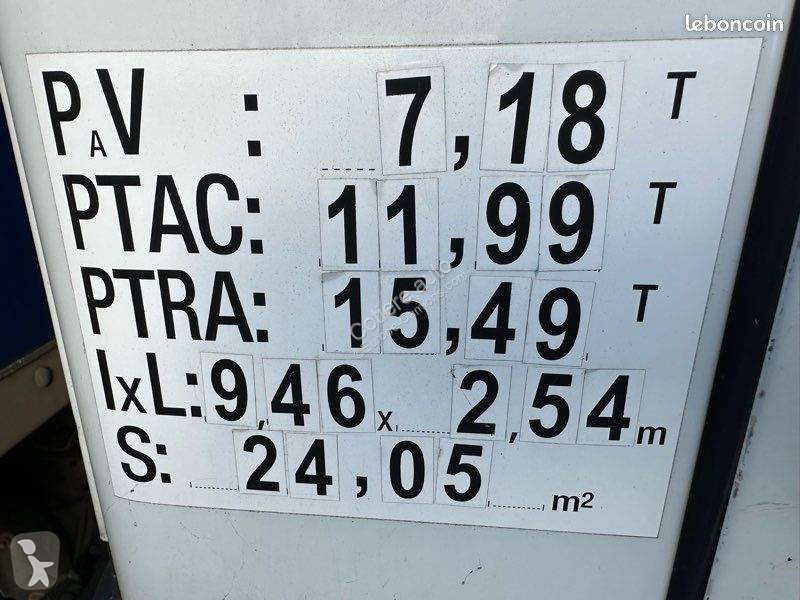 leboncoin
PAV : 7,18 T
PTAC: 11,99 T
PTRA: 15,49 T
IxL: 9,46 x 2,54 m
S: 24,05 m²